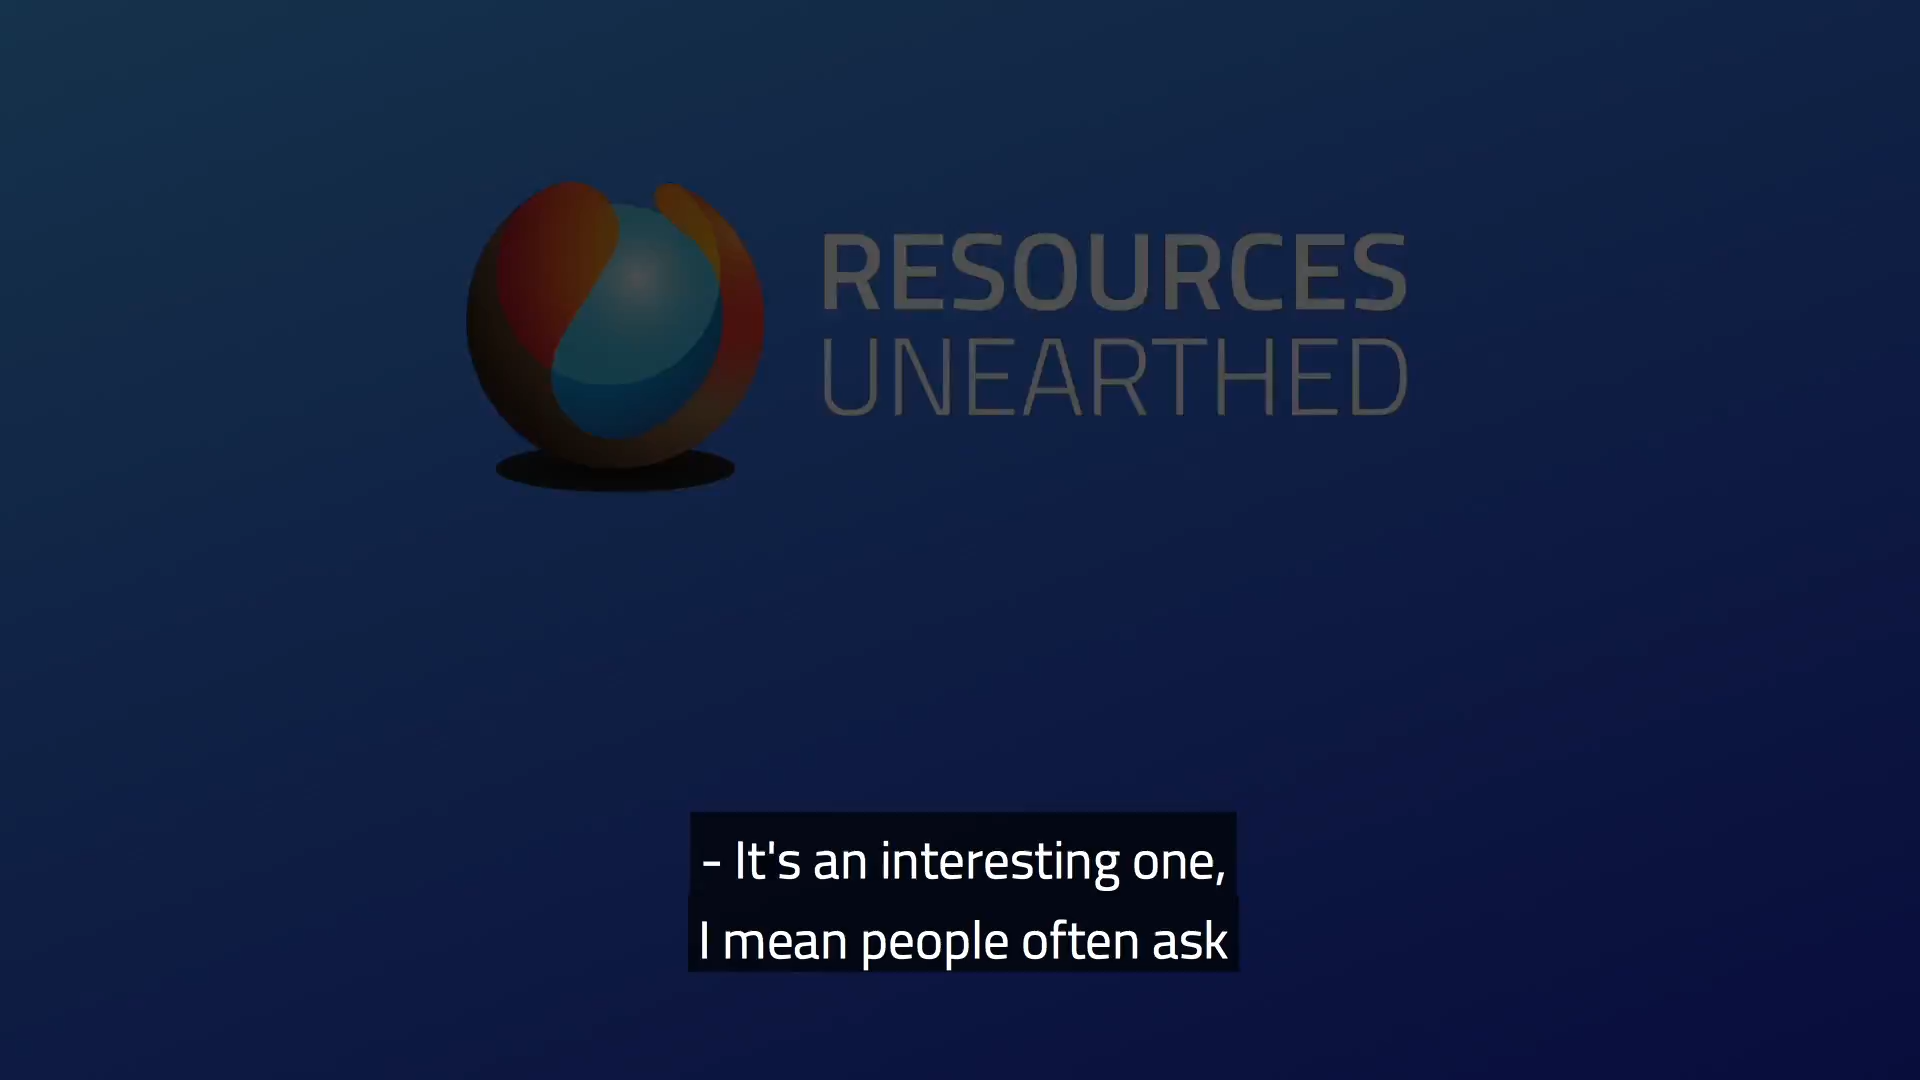 RESOURCES
UNEARTHED
- It's an interesting one,
I mean people often ask